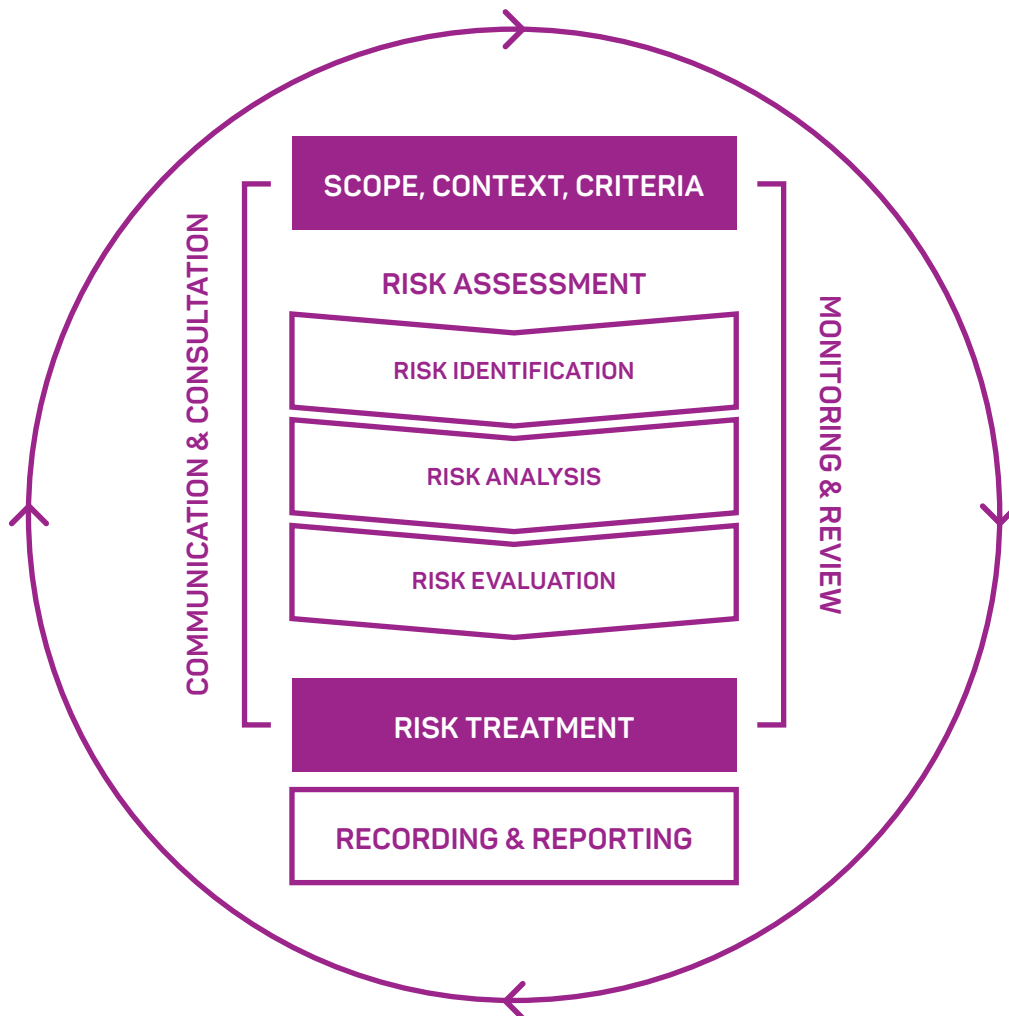 SCOPE, CONTEXT, CRITERIA
COMMUNICATION & CONSULTATION
RISK ASSESSMENT
RISK IDENTIFICATION
RISK ANALYSIS
RISK EVALUATION
MONITORING & REVIEW
RISK TREATMENT
RECORDING & REPORTING